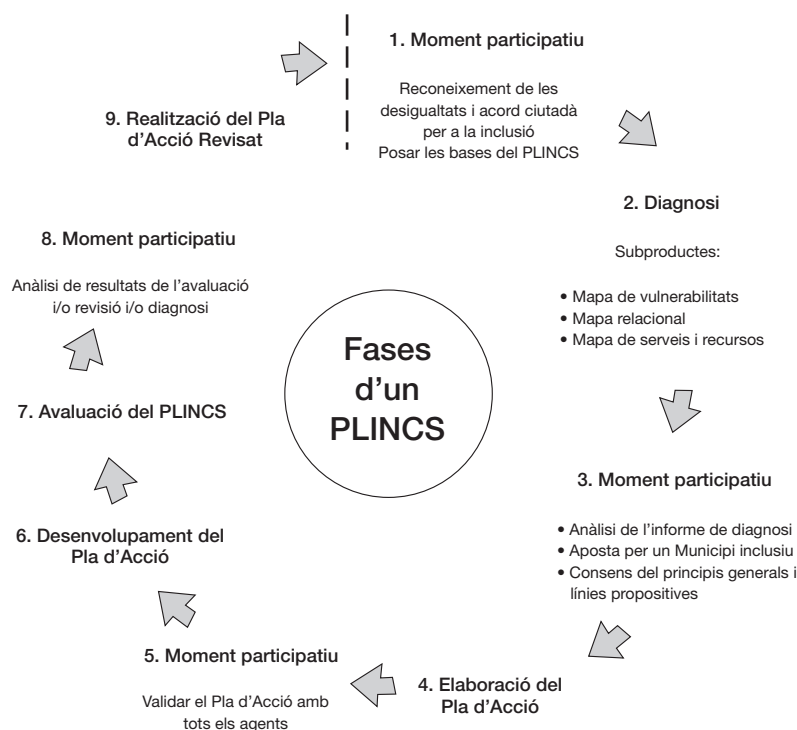 1. Moment participatiu
Reconeixement de les
desigualtats i acord ciutadà
per a la inclusió
Posar les bases del PLINCS
2. Diagnosi
Subproductes:
• Mapa de vulnerabilitats
• Mapa relacional
• Mapa de serveis i recursos
3. Moment participatiu
• Anàlisi de l’informe de diagnosi
• Aposta per un Municipi inclusiu
• Consens del principis generals i
línies propositives
4. Elaboració del
Pla d’Acció
5. Moment participatiu
Validar el Pla d’Acció amb
tots els agents
6. Desenvolupament del
Pla d’Acció
7. Avaluació del PLINCS
8. Moment participatiu
Anàlisi de resultats de l’avaluació
i/o revisió i/o diagnosi
9. Realització del Pla
d’Acció Revisat
Fases
d’un
PLINCS